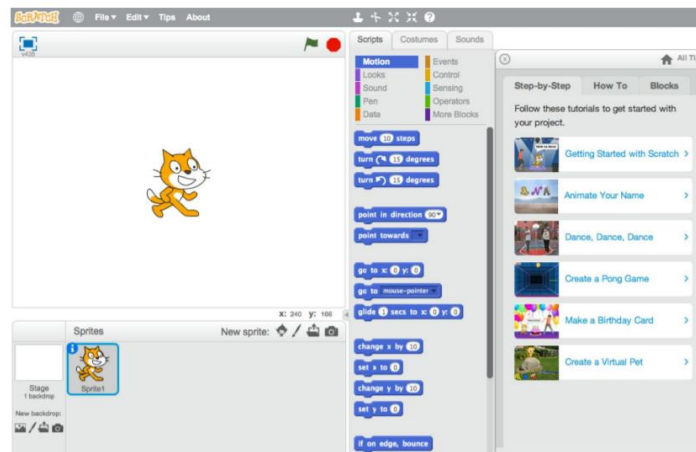 SCRATCH File▾ Edit▾ Tips About
v435
X: 240 y: 166
Sprites New sprite:
Stage
1 backdrop
New backdrop:
Sprite1
Scripts Costumes Sounds
Motion Events
Looks Control
Sound Sensing
Pen Operators
Data More Blocks
move 10 steps
turn ↻ 15 degrees
turn ↺ 15 degrees
point in direction 90▾
point towards
go to x: 0 y: 0
go to mouse-pointer
glide 1 secs to x: 0 y: 0
change x by 10
set x to 0
change y by 10
set y to 0
if on edge, bounce
All Ti
Step-by-Step How To Blocks
Follow these tutorials to get started with
your project.
Getting Started with Scratch >
Animate Your Name >
Dance, Dance, Dance >
Create a Pong Game >
Make a Birthday Card >
Create a Virtual Pet >